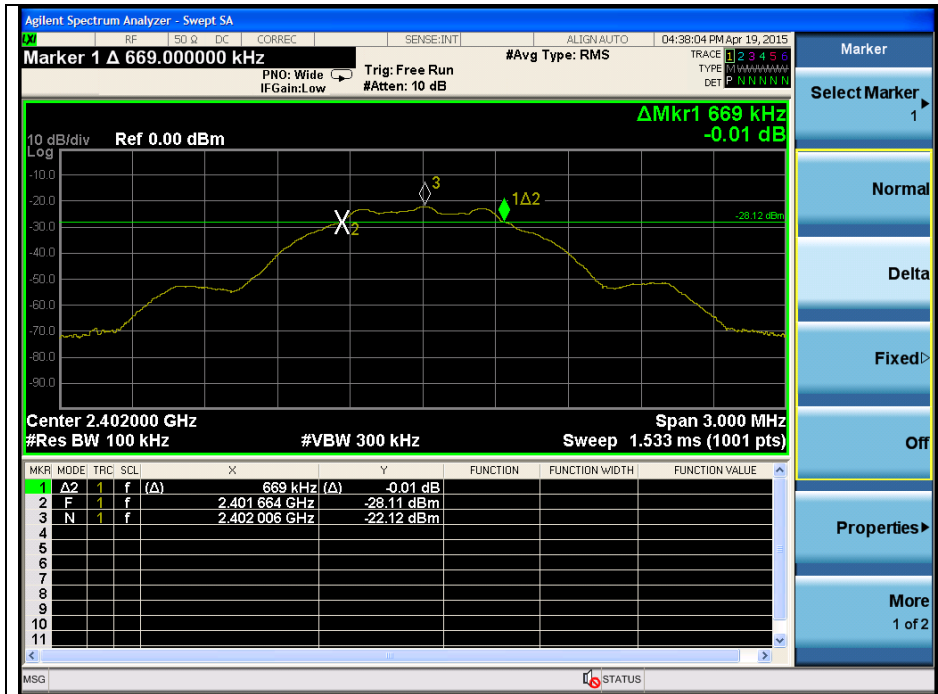 Agilent Spectrum Analyzer - Swept SA
LXI RF 50 Ω DC CORREC SENSE:INT ALIGN AUTO 04:38:04 PM Apr 19, 2015
Marker 1 Δ 669.000000 kHz
PNO: Wide
IFGain:Low
Trig: Free Run
#Atten: 10 dB
#Avg Type: RMS
TRACE 1 2 3 4 5 6
TYPE M W W W W W
DET P N N N N N
ΔMkr1 669 kHz
-0.01 dB
10 dB/div Ref 0.00 dBm
Log
-10.0
-20.0
-30.0
-40.0
-50.0
-60.0
-70.0
-80.0
-90.0
3
1Δ2
2
-28.12 dBm
Center 2.402000 GHz Span 3.000 MHz
#Res BW 100 kHz #VBW 300 kHz Sweep 1.533 ms (1001 pts)
MKR MODE TRC SCL X Y FUNCTION FUNCTION WIDTH FUNCTION VALUE
1 Δ2 1 f (Δ) 669 kHz (Δ) -0.01 dB
2 F 1 f 2.401 664 GHz -28.11 dBm
3 N 1 f 2.402 006 GHz -22.12 dBm
4
5
6
7
8
9
10
11
MSG STATUS
Marker
Select Marker
1
Normal
Delta
Fixed
Off
Properties
More
1 of 2